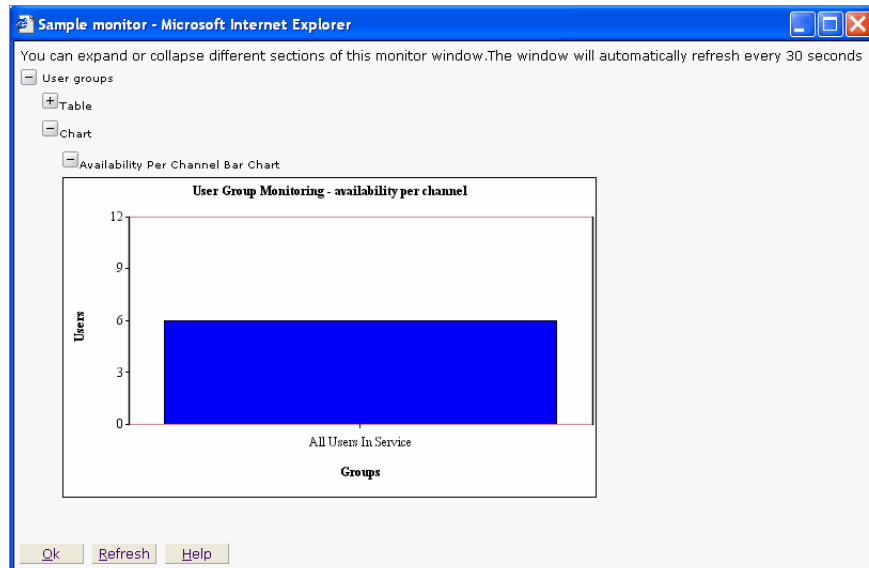 Sample monitor - Microsoft Internet Explorer
You can expand or collapse different sections of this monitor window.The window will automatically refresh every 30 seconds
User groups
Table
Chart
Availability Per Channel Bar Chart
User Group Monitoring - availability per channel
12
9
6
3
0
Users
All Users In Service
Groups
Ok Refresh Help